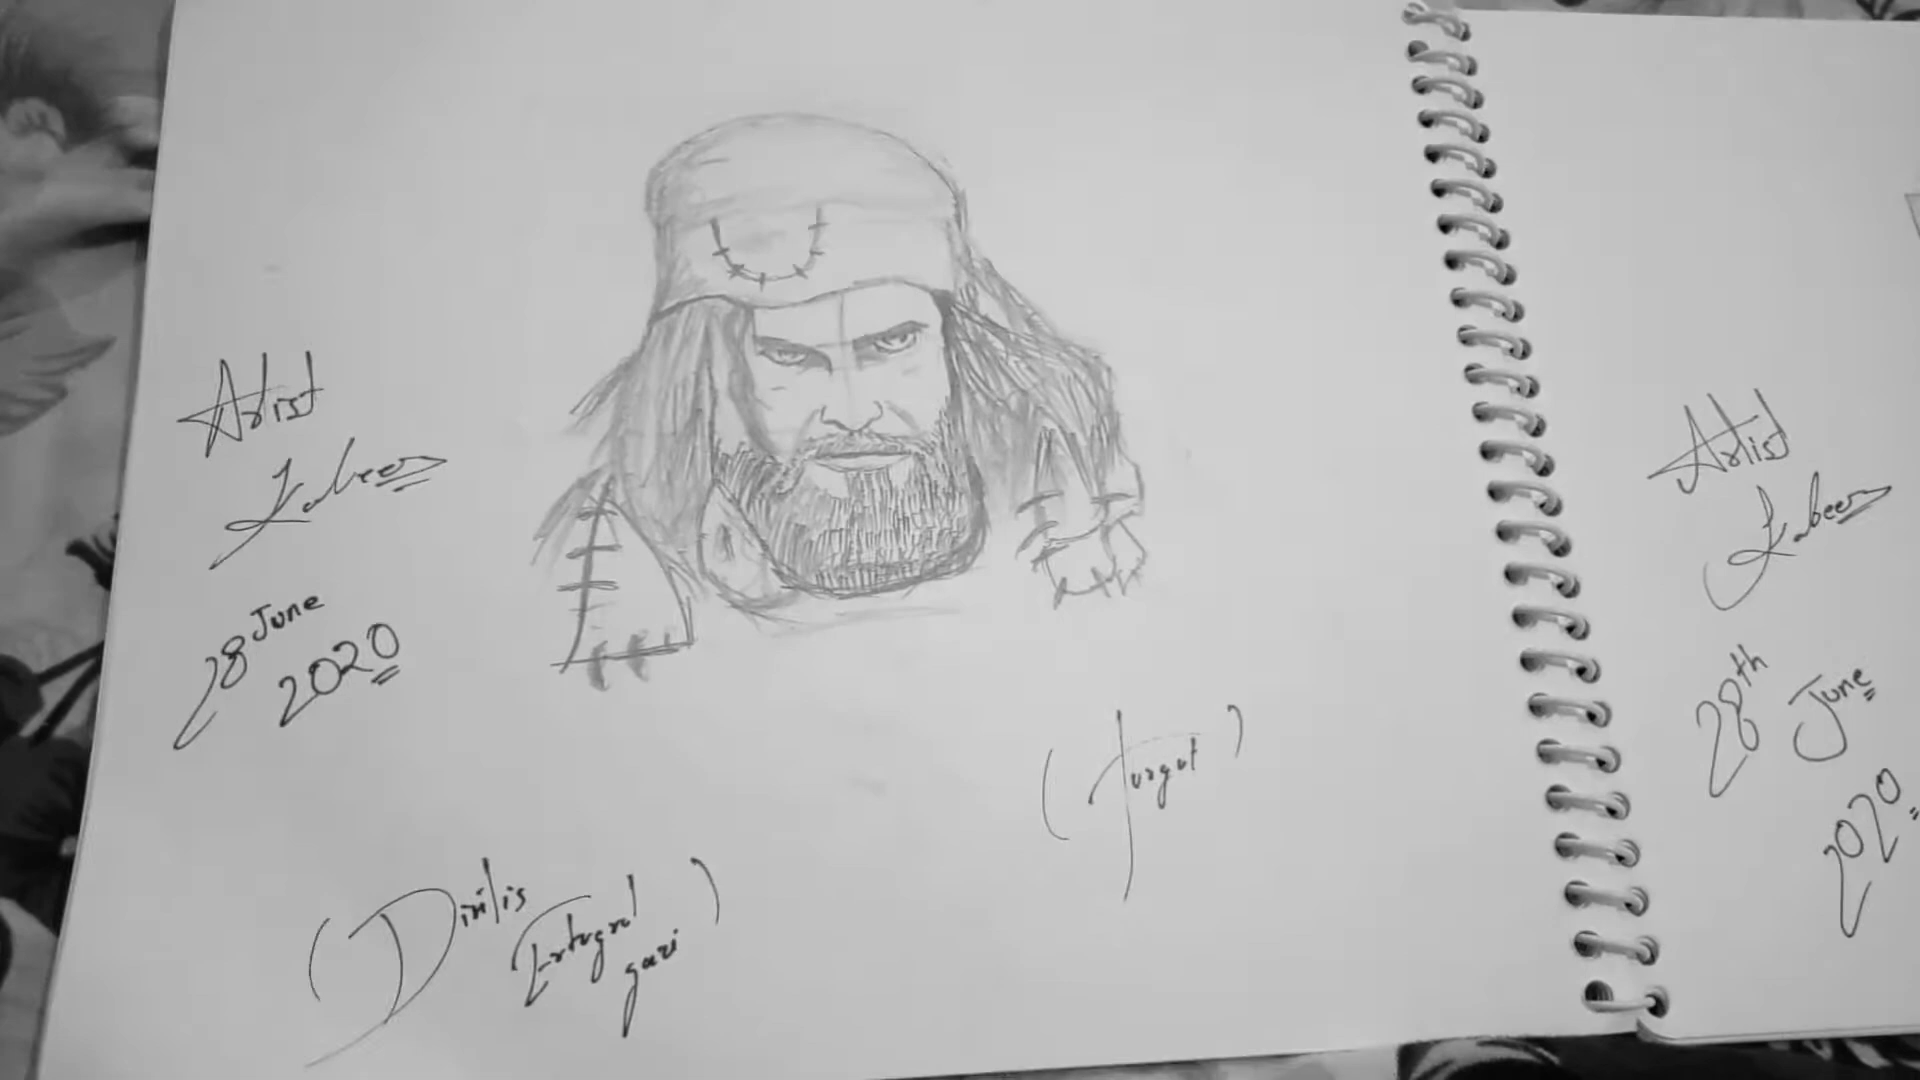 Artist
Kabeer
28 June
2020
(Turgut)
(Dirilis
Ertugrul
gazi)
Artist
Kabeer
28th June
2020